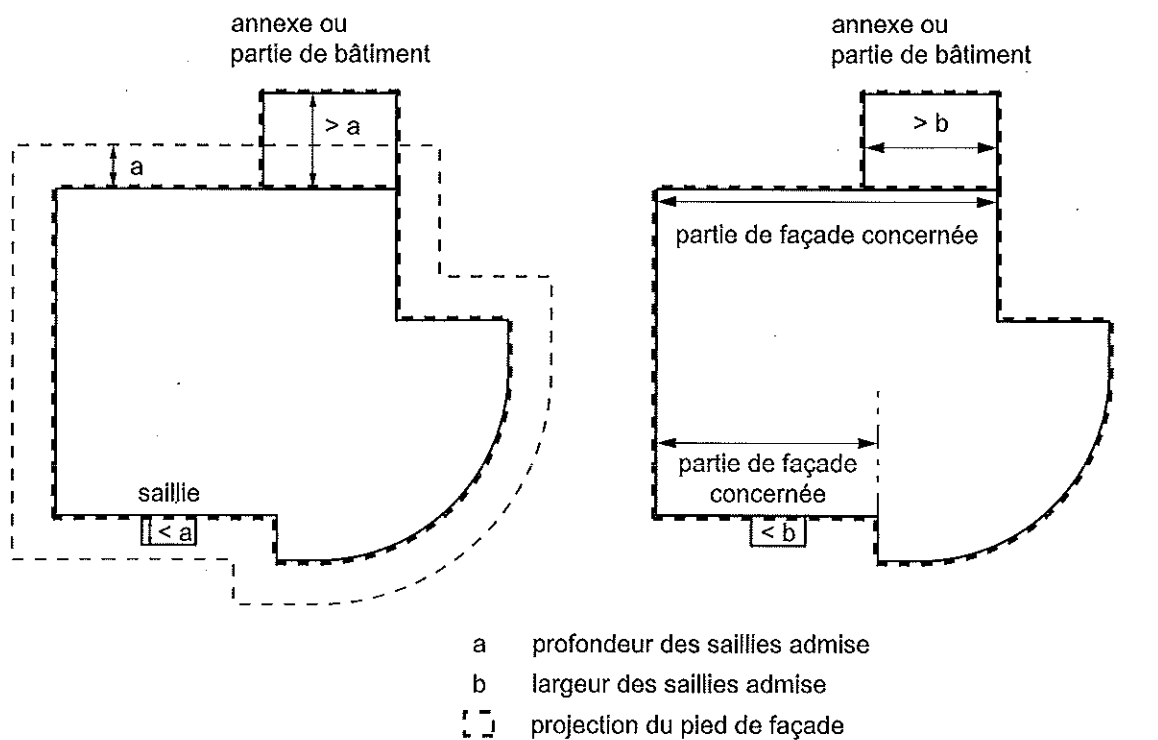 annexe ou
partie de bâtiment
> a
a
saillie
< a
annexe ou
partie de bâtiment
> b
partie de façade concernée
partie de façade
concernée
< b
a profondeur des saillies admise
b largeur des saillies admise
projection du pied de façade